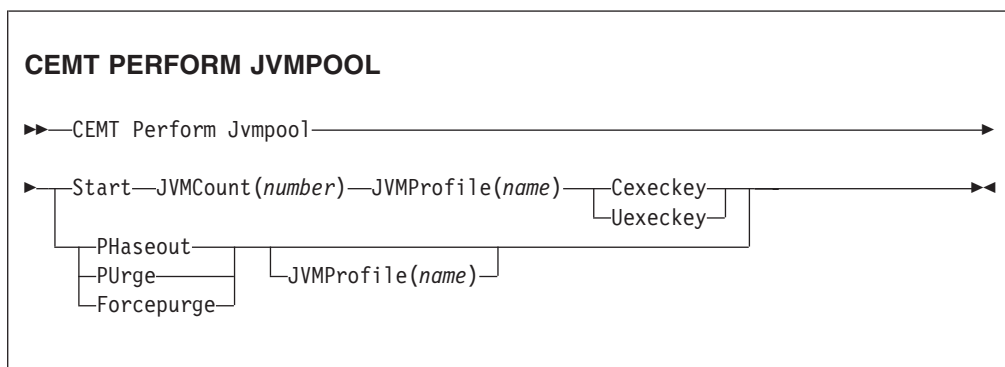 CEMT PERFORM JVMPOOL
CEMT Perform Jvmpool
Start JVMCount(number) JVMProfile(name) Cexeckey
Uexeckey
PHaseout
PUrge JVMProfile(name)
Forcepurge